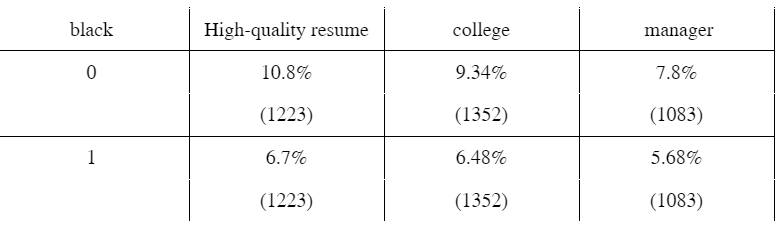 black High-quality resume college manager
0 10.8% 9.34% 7.8%
(1223) (1352) (1083)
1 6.7% 6.48% 5.68%
(1223) (1352) (1083)